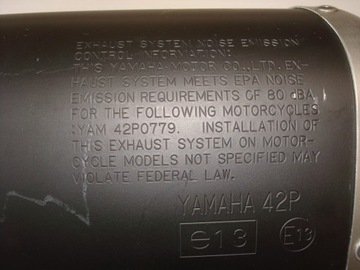 EXHAUST SYSTEM NOISE EMISSION
CONTROL INFORMATION:
THIS YAMAHA MOTOR CO., LTD. EX-
HAUST SYSTEM MEETS EPA NOISE
EMISSION REQUIREMENTS OF 80 dBA
FOR THE FOLLOWING MOTORCYCLES
:YAM 42P0779. INSTALLATION OF
THIS EXHAUST SYSTEM ON MOTOR-
CYCLE MODELS NOT SPECIFIED MAY
VIOLATE FEDERAL LAW.
YAMAHA 42P
e13 E13